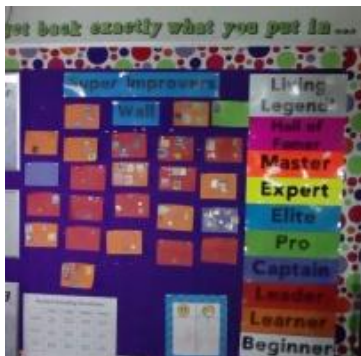 get back exactly what you put in...
Super Improvers
Wall
Living
Legend
Hall of
Famer
Master
Expert
Elite
Pro
Captain
Leader
Learner
Beginner